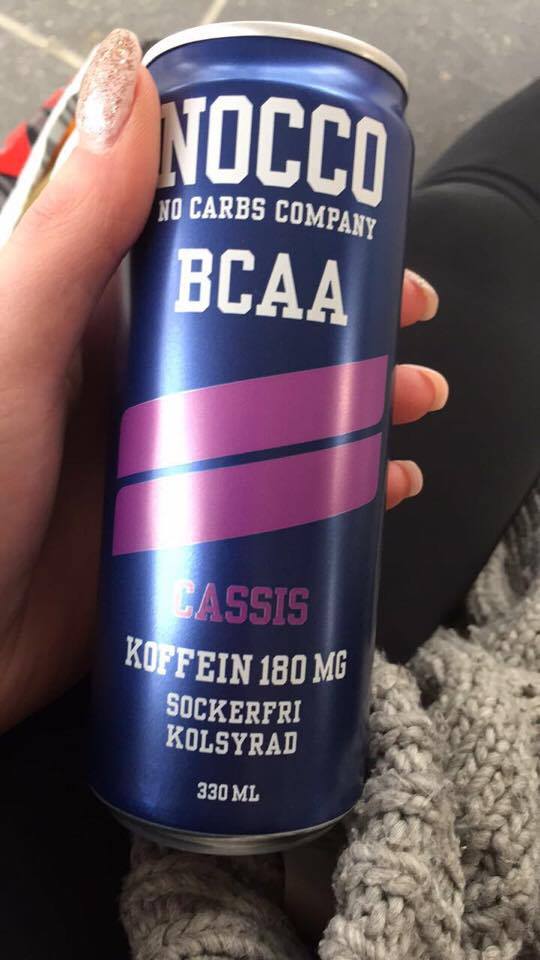 NOCCO
NO CARBS COMPANY
BCAA
CASSIS
KOFFEIN 180 MG
SOCKERFRI
KOLSYRAD
330 ML